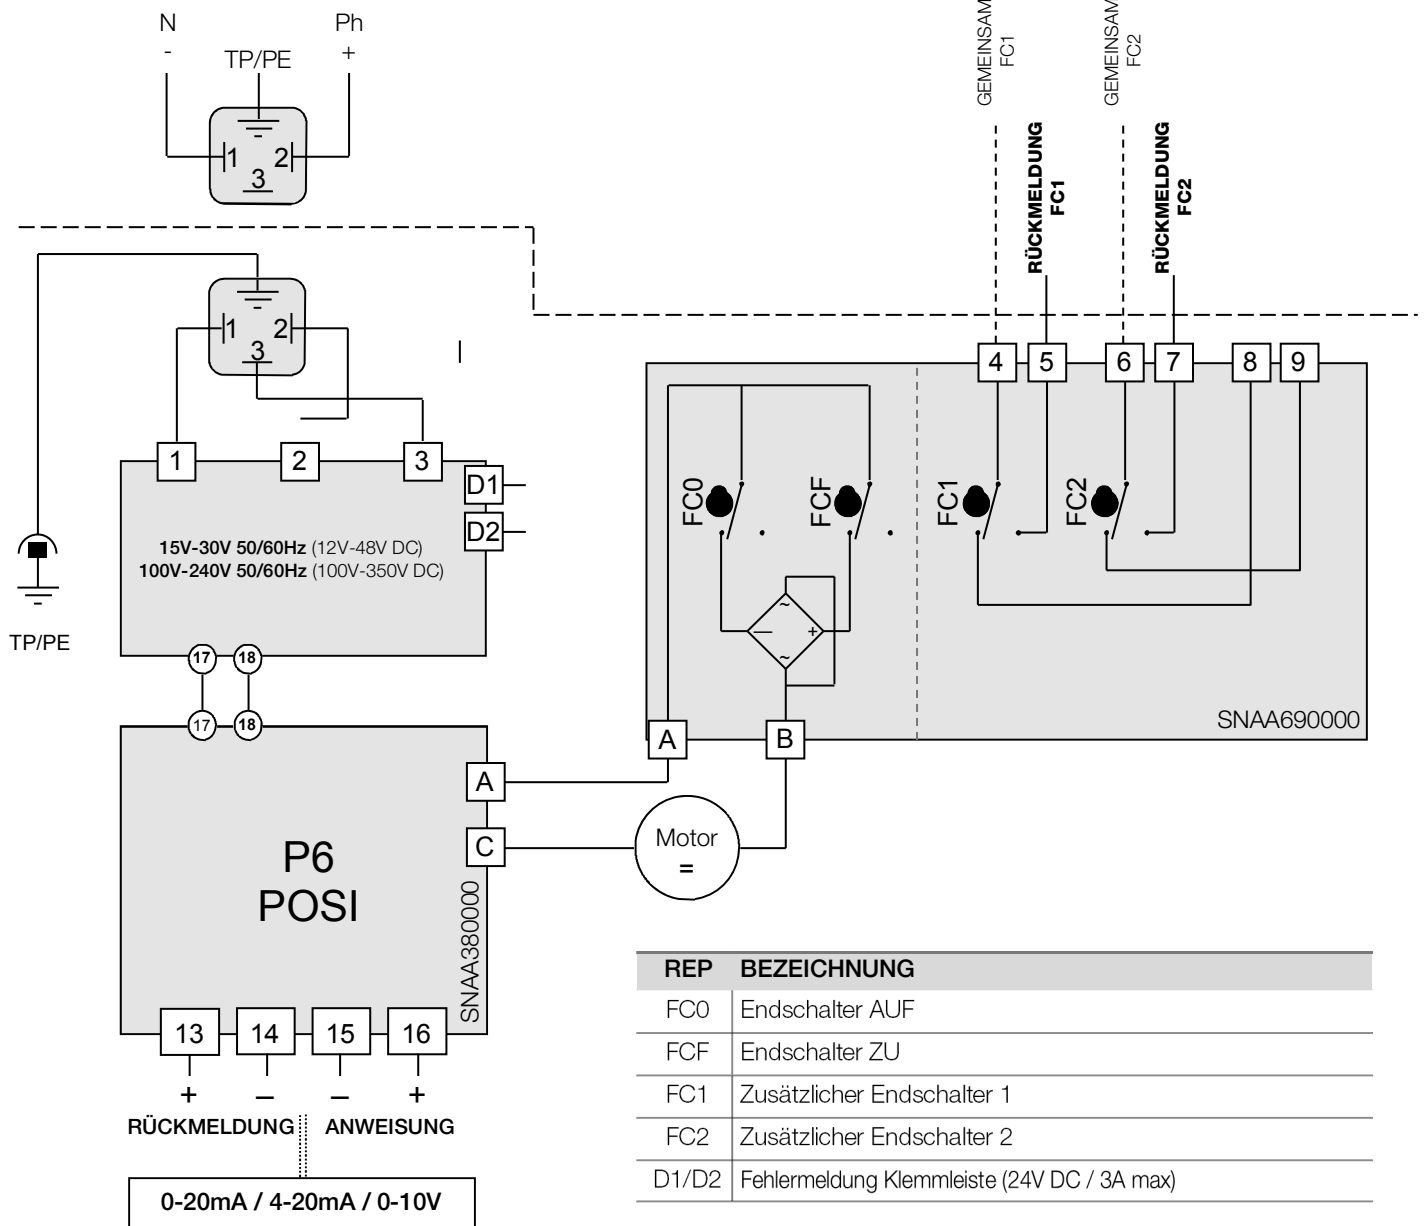 N
Ph
-
TP/PE
+
1
2
3
GEMEINSAM
FC1
RÜCKMELDUNG
FC1
GEMEINSAM
FC2
RÜCKMELDUNG
FC2
1
2
3
4
5
6
7
8
9
1
2
3
D1
D2
15V-30V 50/60Hz (12V-48V DC)
100V-240V 50/60Hz (100V-350V DC)
TP/PE
17
18
17
18
FC0
FCF
FC1
FC2
~
— +
~
SNAA690000
A
B
A
C
Motor
=
P6
POSI
SNAA380000
13
14
15
16
+
–
–
+
RÜCKMELDUNG
ANWEISUNG
0-20mA / 4-20mA / 0-10V
REP BEZEICHNUNG
FC0 Endschalter AUF
FCF Endschalter ZU
FC1 Zusätzlicher Endschalter 1
FC2 Zusätzlicher Endschalter 2
D1/D2 Fehlermeldung Klemmleiste (24V DC / 3A max)